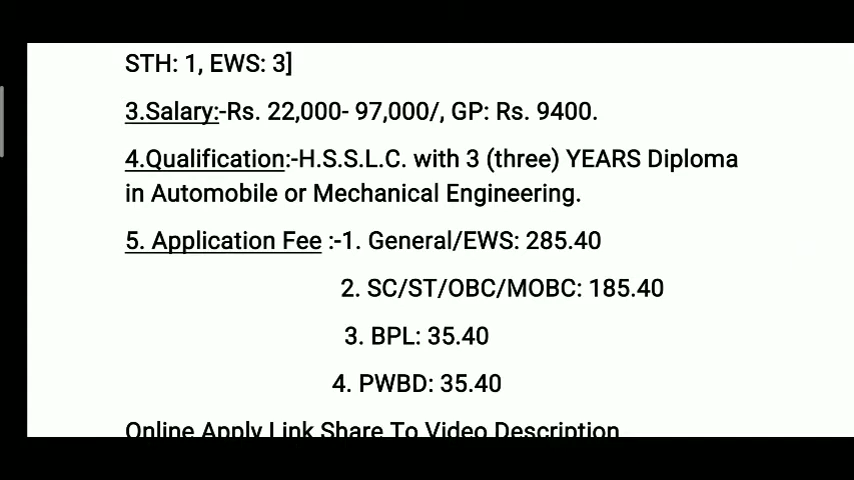 STH: 1, EWS: 3]
3.Salary:-Rs. 22,000- 97,000/, GP: Rs. 9400.
4.Qualification:-H.S.S.L.C. with 3 (three) YEARS Diploma
in Automobile or Mechanical Engineering.
5. Application Fee :-1. General/EWS: 285.40
2. SC/ST/OBC/MOBC: 185.40
3. BPL: 35.40
4. PWBD: 35.40
Online Apply Link Share To Video Description